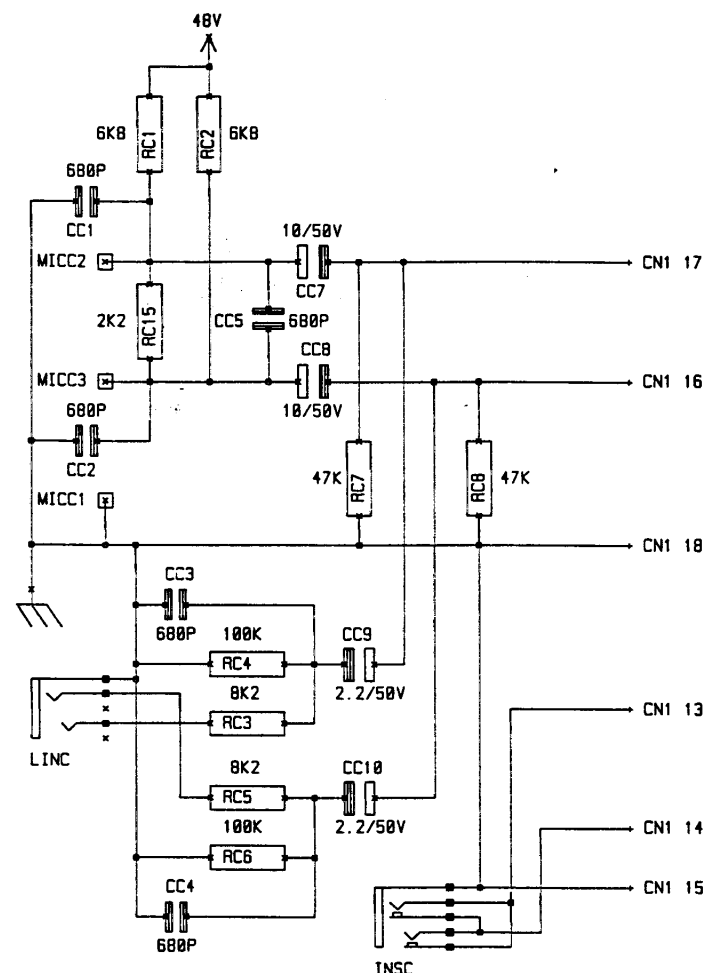 48V
6K8 RC1 RC2 6K8
680P
CC1
10/50V
MICC2 CN1 17
CC7
2K2 RC15 CC5 680P
CC8
MICC3 CN1 16
680P 10/50V
CC2
47K RC7 RC8 47K
MICC1
CN1 18
CC3
680P 100K CC9
RC4
8K2 2.2/50V
RC3 CN1 13
LINC
8K2 CC10
RC5
100K 2.2/50V CN1 14
RC6
CC4 CN1 15
680P
INSC